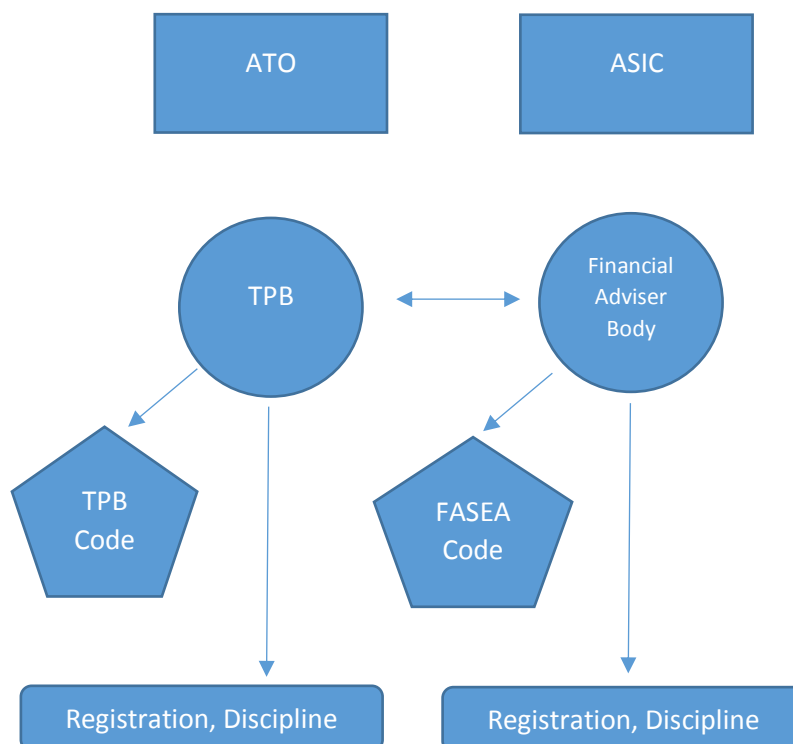 ATO
ASIC
TPB
Financial
Adviser
Body
TPB
Code
FASEA
Code
Registration, Discipline
Registration, Discipline